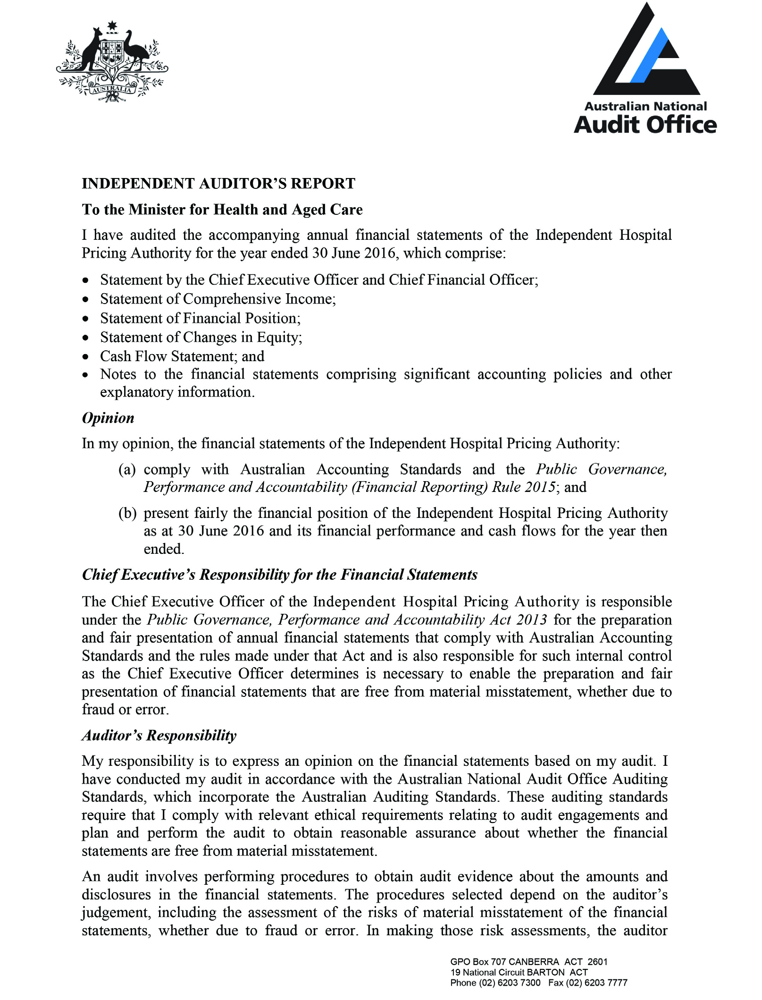 AUSTRALIA
Australian National
Audit Office
INDEPENDENT AUDITOR’S REPORT
To the Minister for Health and Aged Care
I have audited the accompanying annual financial statements of the Independent Hospital
Pricing Authority for the year ended 30 June 2016, which comprise:
• Statement by the Chief Executive Officer and Chief Financial Officer;
• Statement of Comprehensive Income;
• Statement of Financial Position;
• Statement of Changes in Equity;
• Cash Flow Statement; and
• Notes to the financial statements comprising significant accounting policies and other
explanatory information.
Opinion
In my opinion, the financial statements of the Independent Hospital Pricing Authority:
(a) comply with Australian Accounting Standards and the Public Governance,
Performance and Accountability (Financial Reporting) Rule 2015; and
(b) present fairly the financial position of the Independent Hospital Pricing Authority
as at 30 June 2016 and its financial performance and cash flows for the year then
ended.
Chief Executive’s Responsibility for the Financial Statements
The Chief Executive Officer of the Independent Hospital Pricing Authority is responsible
under the Public Governance, Performance and Accountability Act 2013 for the preparation
and fair presentation of annual financial statements that comply with Australian Accounting
Standards and the rules made under that Act and is also responsible for such internal control
as the Chief Executive Officer determines is necessary to enable the preparation and fair
presentation of financial statements that are free from material misstatement, whether due to
fraud or error.
Auditor’s Responsibility
My responsibility is to express an opinion on the financial statements based on my audit. I
have conducted my audit in accordance with the Australian National Audit Office Auditing
Standards, which incorporate the Australian Auditing Standards. These auditing standards
require that I comply with relevant ethical requirements relating to audit engagements and
plan and perform the audit to obtain reasonable assurance about whether the financial
statements are free from material misstatement.
An audit involves performing procedures to obtain audit evidence about the amounts and
disclosures in the financial statements. The procedures selected depend on the auditor’s
judgement, including the assessment of the risks of material misstatement of the financial
statements, whether due to fraud or error. In making those risk assessments, the auditor
GPO Box 707 CANBERRA ACT 2601
19 National Circuit BARTON ACT
Phone (02) 6203 7300 Fax (02) 6203 7777